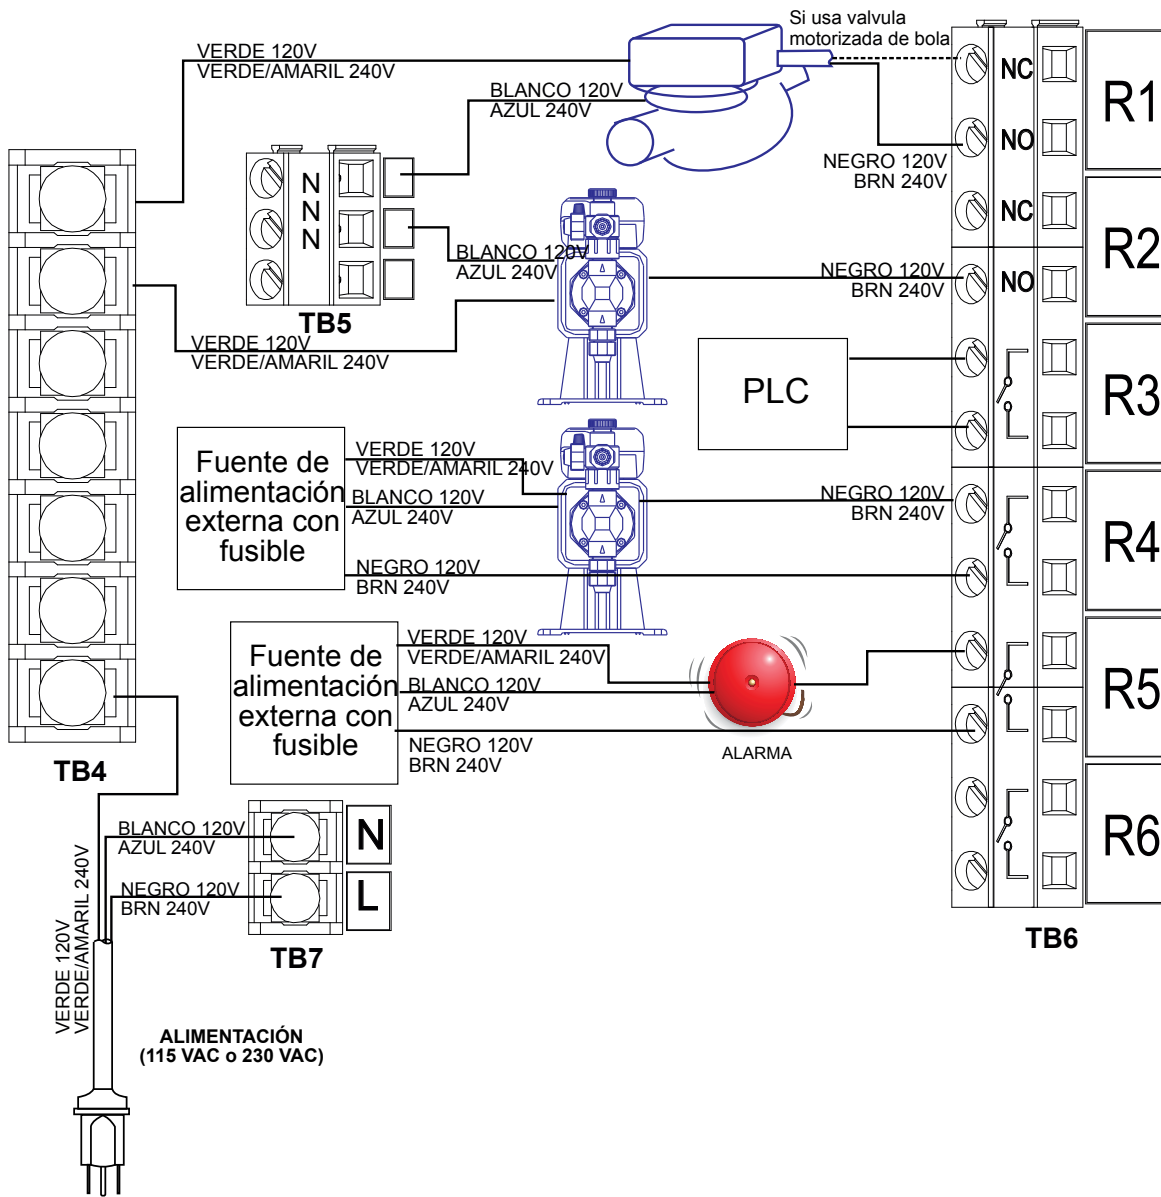 Si usa valvula
motorizada de bola
VERDE 120V
VERDE/AMARIL 240V
BLANCO 120V
AZUL 240V
NC
R1
NO
NEGRO 120V
BRN 240V
N
N
N
TB5
NC
R2
NO
BLANCO 120V
AZUL 240V
NEGRO 120V
BRN 240V
VERDE 120V
VERDE/AMARIL 240V
PLC
R3
Fuente de
alimentación
externa con
fusible
VERDE 120V
VERDE/AMARIL 240V
BLANCO 120V
AZUL 240V
NEGRO 120V
BRN 240V
NEGRO 120V
BRN 240V
R4
Fuente de
alimentación
externa con
fusible
VERDE 120V
VERDE/AMARIL 240V
BLANCO 120V
AZUL 240V
NEGRO 120V
BRN 240V
ALARMA
R5
TB4
R6
BLANCO 120V
AZUL 240V
N
NEGRO 120V
BRN 240V
L
TB7
TB6
VERDE 120V
VERDE/AMARIL 240V
ALIMENTACIÓN
(115 VAC o 230 VAC)